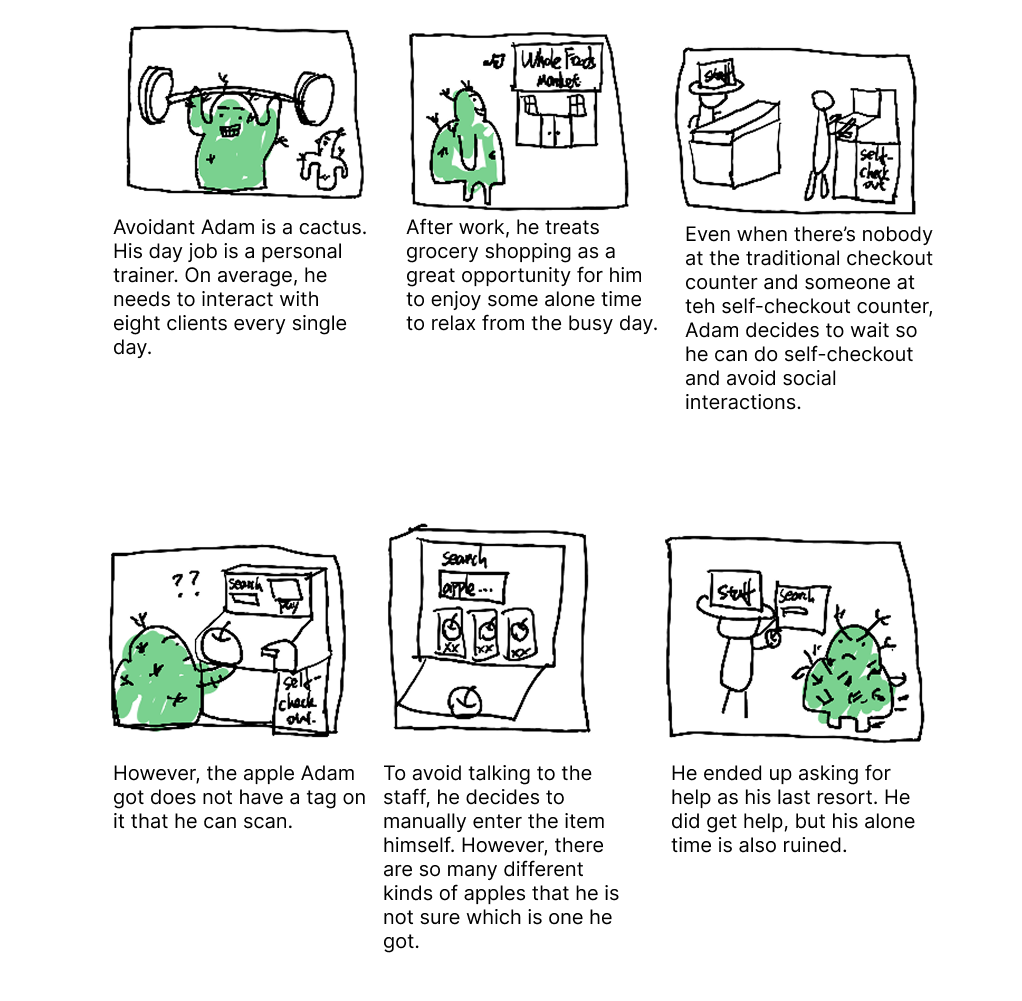 Whole Foods
Market
Staff
self-
check
out
Avoidant Adam is a cactus.
His day job is a personal
trainer. On average, he
needs to interact with
eight clients every single
day.
After work, he treats
grocery shopping as a
great opportunity for him
to enjoy some alone time
to relax from the busy day.
Even when there’s nobody
at the traditional checkout
counter and someone at
teh self-checkout counter,
Adam decides to wait so
he can do self-checkout
and avoid social
interactions.
??
search
pay
self-
check
out.
search
apple...
xx
xx
xx
Staff
search
However, the apple Adam
got does not have a tag on
it that he can scan.
To avoid talking to the
staff, he decides to
manually enter the item
himself. However, there
are so many different
kinds of apples that he is
not sure which is one he
got.
He ended up asking for
help as his last resort. He
did get help, but his alone
time is also ruined.